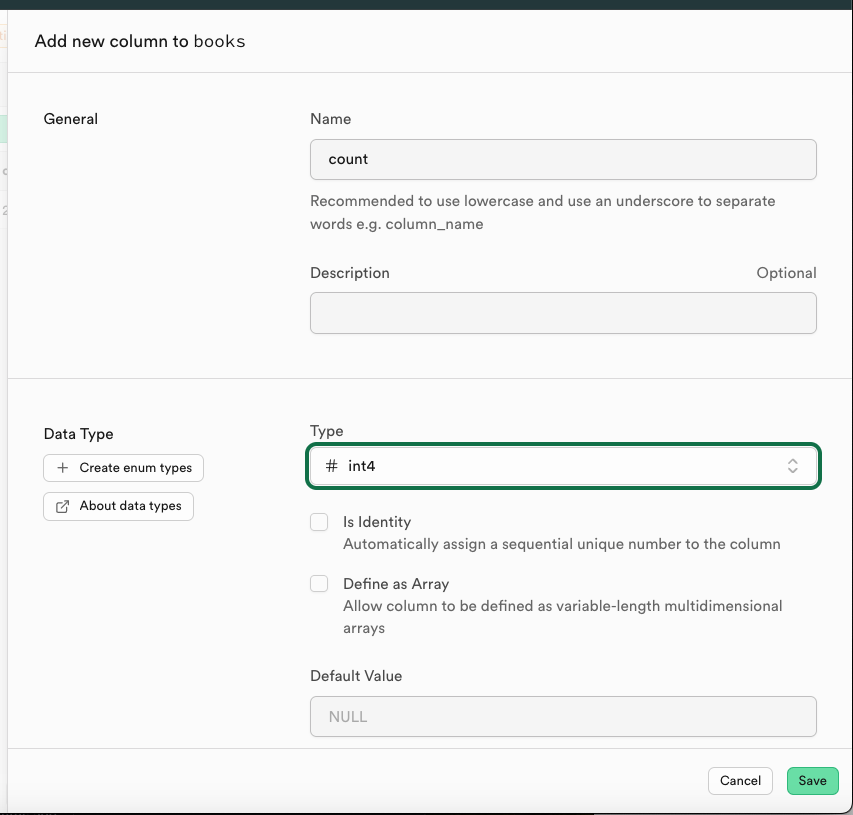 Add new column to books
General
Name
count
Recommended to use lowercase and use an underscore to separate
words e.g. column_name
Description
Optional
Data Type
Create enum types
About data types
Type
# int4
Is Identity
Automatically assign a sequential unique number to the column
Define as Array
Allow column to be defined as variable-length multidimensional
arrays
Default Value
NULL
Cancel
Save